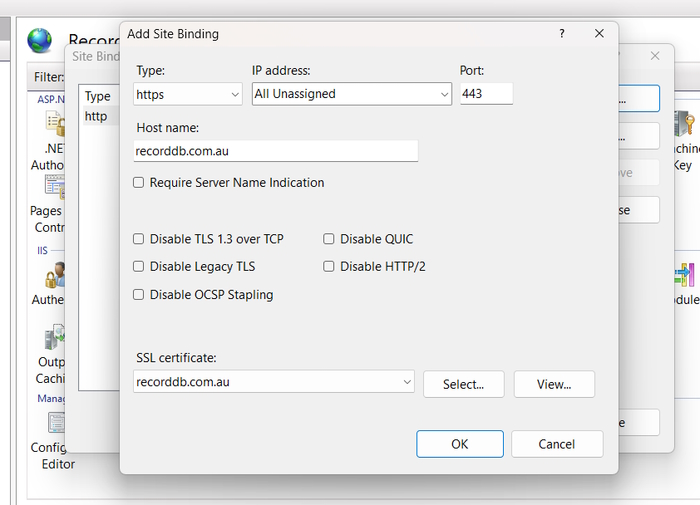 Recor
Add Site Binding
?
Site Bind
Type:
IP address:
Port:
https
All Unassigned
443
Filter:
Type
http
ASP.N
...
.NET
Autho
Host name:
recorddb.com.au
chine
Key
Require Server Name Indication
ve
Pages
Contr
se
Disable TLS 1.3 over TCP
Disable QUIC
IIS
Disable Legacy TLS
Disable HTTP/2
Disable OCSP Stapling
Authe
dule
Outp
Cachi
SSL certificate:
recorddb.com.au
Select...
View...
Manag
e
Config
Editor
OK
Cancel